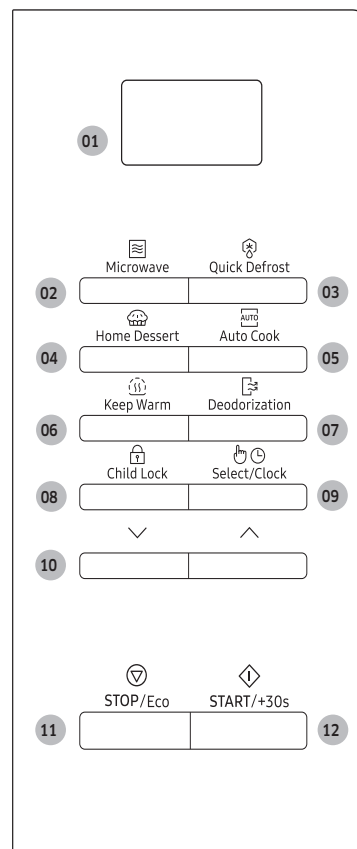 01
Microwave Quick Defrost
02 03
Home Dessert AUTO Auto Cook
04 05
Keep Warm Deodorization
06 07
Child Lock Select/Clock
08 09
10
STOP/Eco START/+30s
11 12